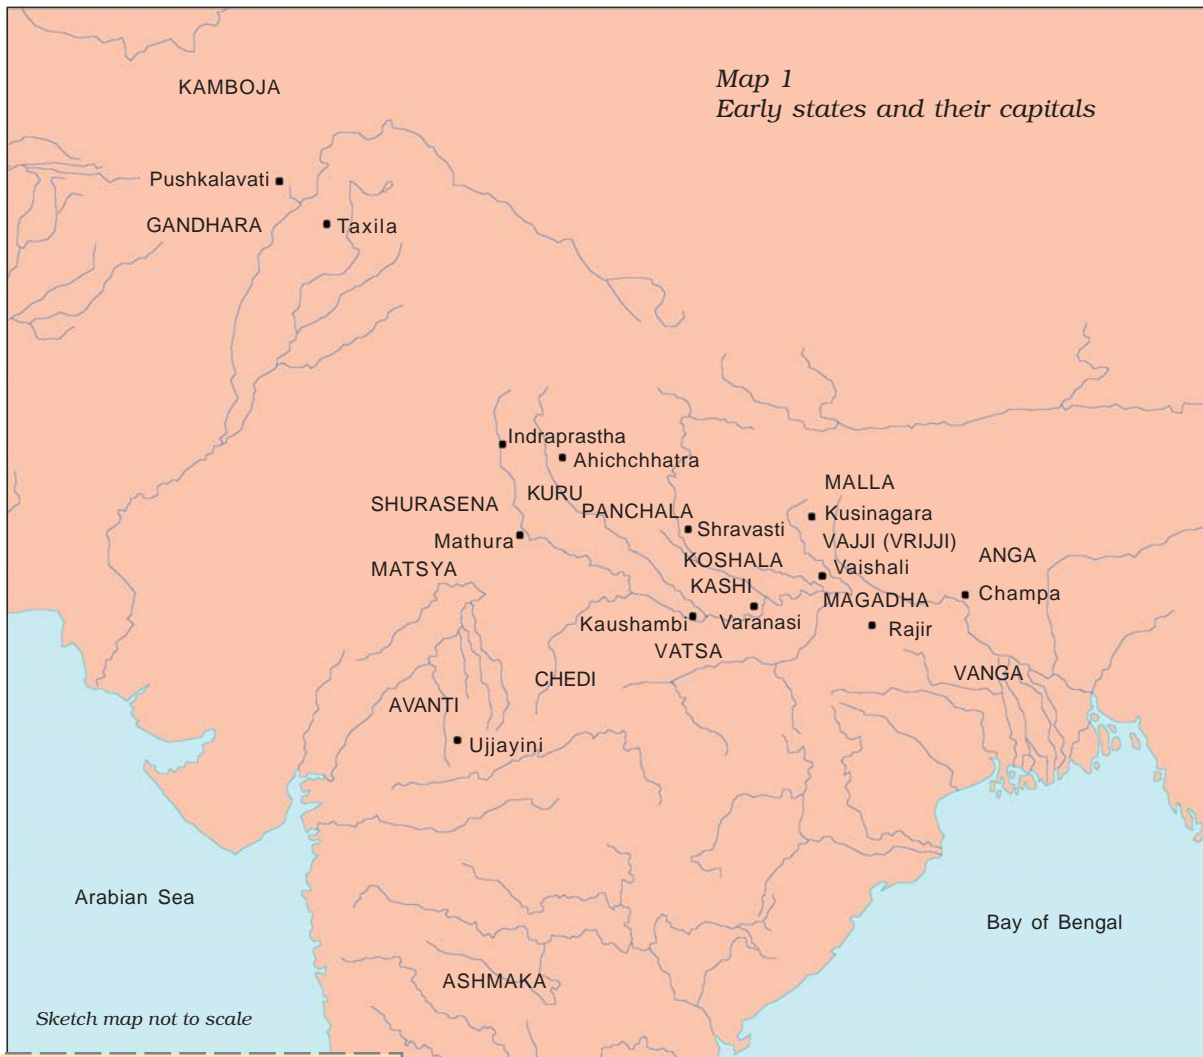 Map 1
Early states and their capitals
KAMBOJA
Pushkalavati
GANDHARA
Taxila
Indraprastha
Ahichchhatra
MALLA
KURU
SHURASENA
PANCHALA
Kusinagara
Shravasti
Mathura
VAJJI (VRIJJI)
ANGA
KOSHALA
Vaishali
MATSYA
KASHI
Champa
MAGADHA
Kaushambi
Varanasi
Rajir
VATSA
VANGA
CHEDI
AVANTI
Ujjayini
Arabian Sea
Bay of Bengal
ASHMAKA
Sketch map not to scale